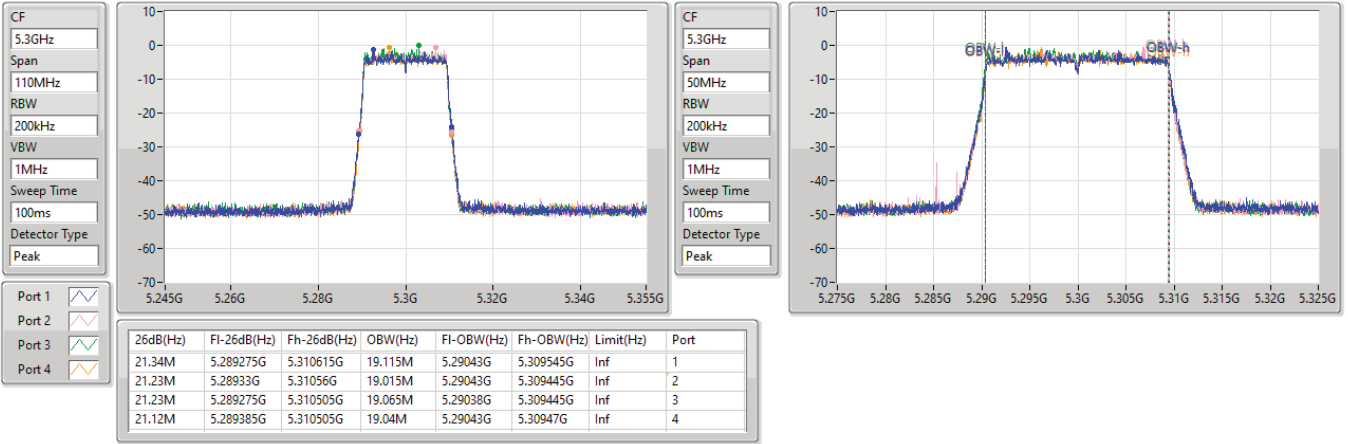 CF
5.3GHz
Span
110MHz
RBW
200kHz
VBW
1MHz
Sweep Time
100ms
Detector Type
Peak
10-
0-
-10-
-20-
-30-
-40-
-50-
-60-
-70-
5.245G 5.26G 5.28G 5.3G 5.32G 5.34G 5.355G
CF
5.3GHz
Span
50MHz
RBW
200kHz
VBW
1MHz
Sweep Time
100ms
Detector Type
Peak
10-
0-
-10-
-20-
-30-
-40-
-50-
-60-
-70-
OBW-l OBW-h
5.275G 5.28G 5.285G 5.29G 5.295G 5.3G 5.305G 5.31G 5.315G 5.32G 5.325G
Port 1
Port 2
Port 3
Port 4
26dB(Hz) Fl-26dB(Hz) Fh-26dB(Hz) OBW(Hz) Fl-OBW(Hz) Fh-OBW(Hz) Limit(Hz) Port
21.34M 5.289275G 5.310615G 19.115M 5.29043G 5.309545G Inf 1
21.23M 5.28933G 5.31056G 19.015M 5.29043G 5.309445G Inf 2
21.23M 5.289275G 5.310505G 19.065M 5.29038G 5.309445G Inf 3
21.12M 5.289385G 5.310505G 19.04M 5.29043G 5.30947G Inf 4